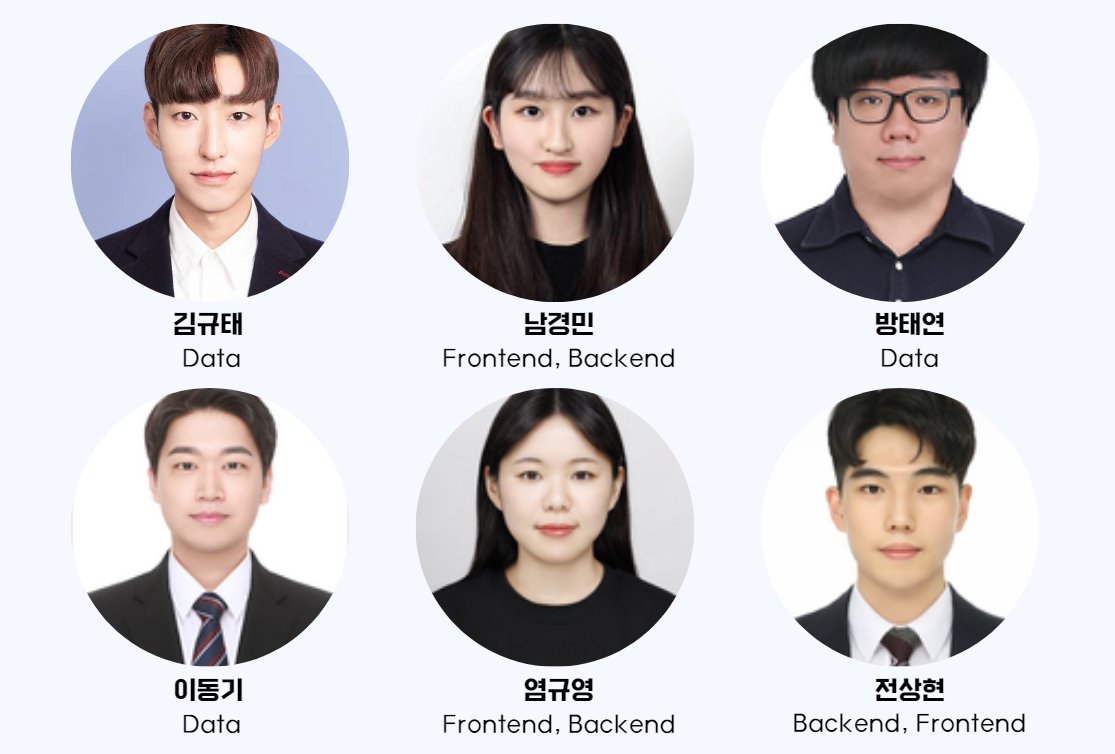 김규태
Data
남경민
Frontend, Backend
방태연
Data
이동기
Data
염규영
Frontend, Backend
전상현
Backend, Frontend